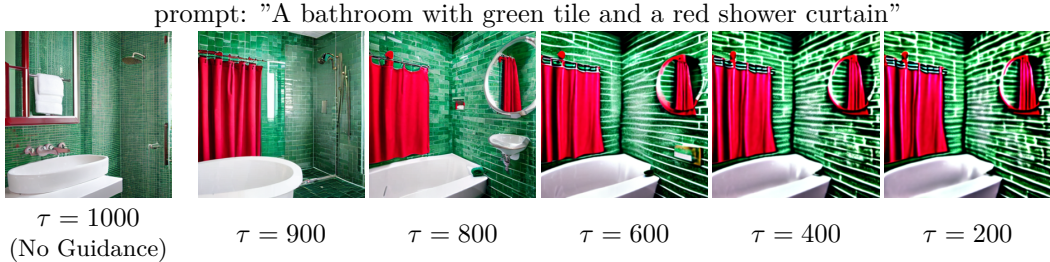 prompt: ”A bathroom with green tile and a red shower curtain”
τ = 1000
(No Guidance)
τ = 900
τ = 800
τ = 600
τ = 400
τ = 200